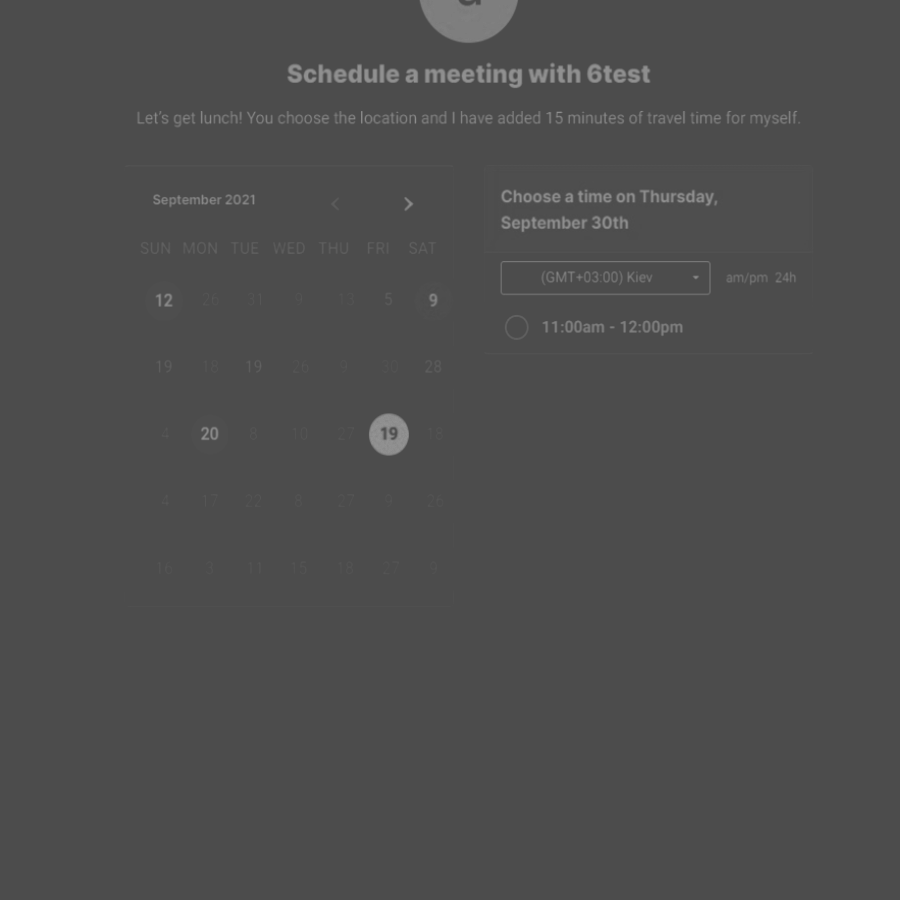 Schedule a meeting with 6test
Let's get lunch! You choose the location and I have added 15 minutes of travel time for myself.
September 2021
SUN MON TUE WED THU FRI SAT
12 26 31 9 13 5 9
19 18 19 26 9 30 28
4 20 8 10 27 19 18
4 17 22 8 27 9 26
16 3 11 15 18 27 9
Choose a time on Thursday,
September 30th
(GMT+03:00) Kiev am/pm 24h
11:00am - 12:00pm